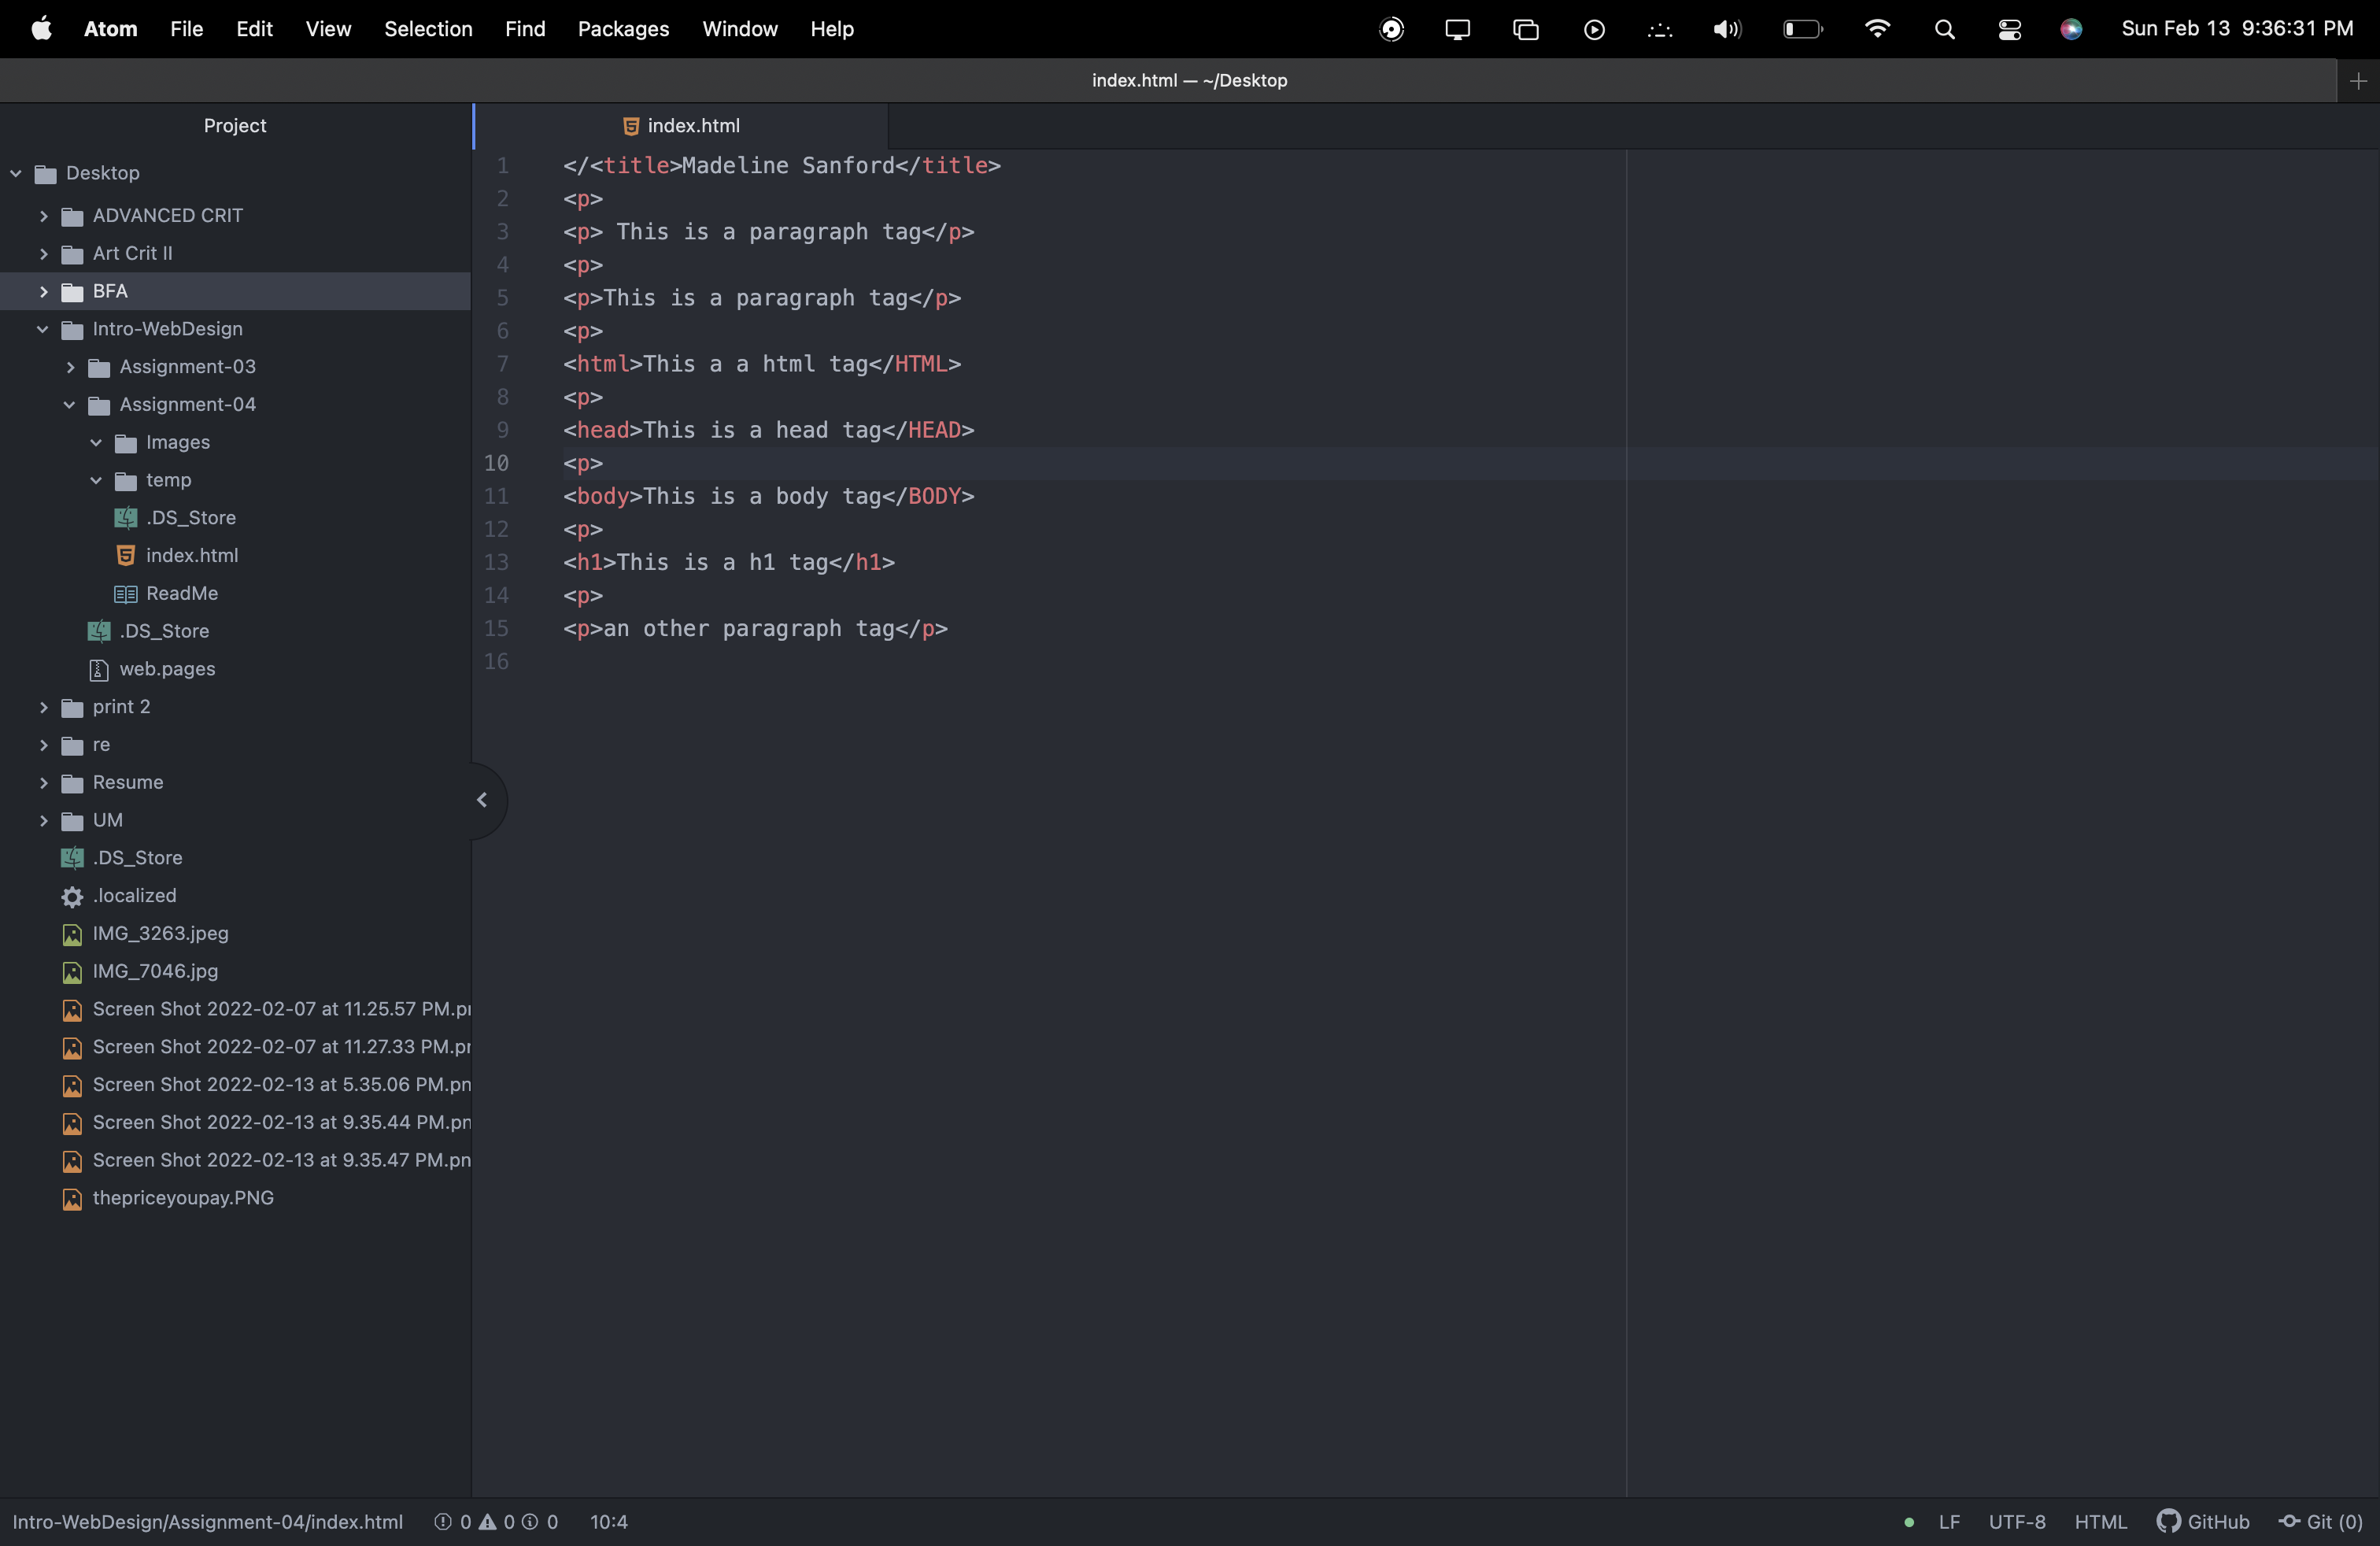 Atom File Edit View Selection Find Packages Window Help Sun Feb 13 9:36:31 PM
index.html — ~/Desktop
Project
Desktop
ADVANCED CRIT
Art Crit II
BFA
Intro-WebDesign
Assignment-03
Assignment-04
Images
temp
.DS_Store
index.html
ReadMe
.DS_Store
web.pages
print 2
re
Resume
UM
.DS_Store
.localized
IMG_3263.jpeg
IMG_7046.jpg
Screen Shot 2022-02-07 at 11.25.57 PM.pr
Screen Shot 2022-02-07 at 11.27.33 PM.pr
Screen Shot 2022-02-13 at 5.35.06 PM.pn
Screen Shot 2022-02-13 at 9.35.44 PM.pn
Screen Shot 2022-02-13 at 9.35.47 PM.pn
thepriceyoupay.PNG
index.html
1 </<title>Madeline Sanford</title>
2 <p>
3 <p> This is a paragraph tag</p>
4 <p>
5 <p>This is a paragraph tag</p>
6 <p>
7 <html>This a a html tag</HTML>
8 <p>
9 <head>This is a head tag</HEAD>
10 <p>
11 <body>This is a body tag</BODY>
12 <p>
13 <h1>This is a h1 tag</h1>
14 <p>
15 <p>an other paragraph tag</p>
16
Intro-WebDesign/Assignment-04/index.html 0 0 0 10:4 LF UTF-8 HTML GitHub Git (0)